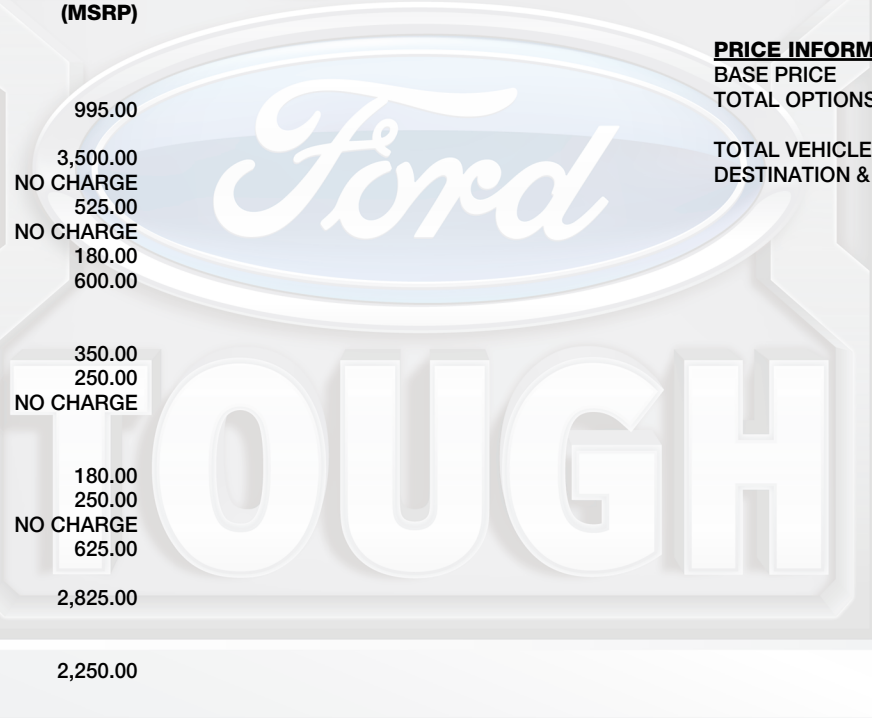 (MSRP)
995.00
3,500.00
NO CHARGE
525.00
NO CHARGE
180.00
600.00
350.00
250.00
NO CHARGE
180.00
250.00
NO CHARGE
625.00
2,825.00
2,250.00
PRICE INFORM
BASE PRICE
TOTAL OPTIONS
TOTAL VEHICLE
DESTINATION &
Ford
TOUGH